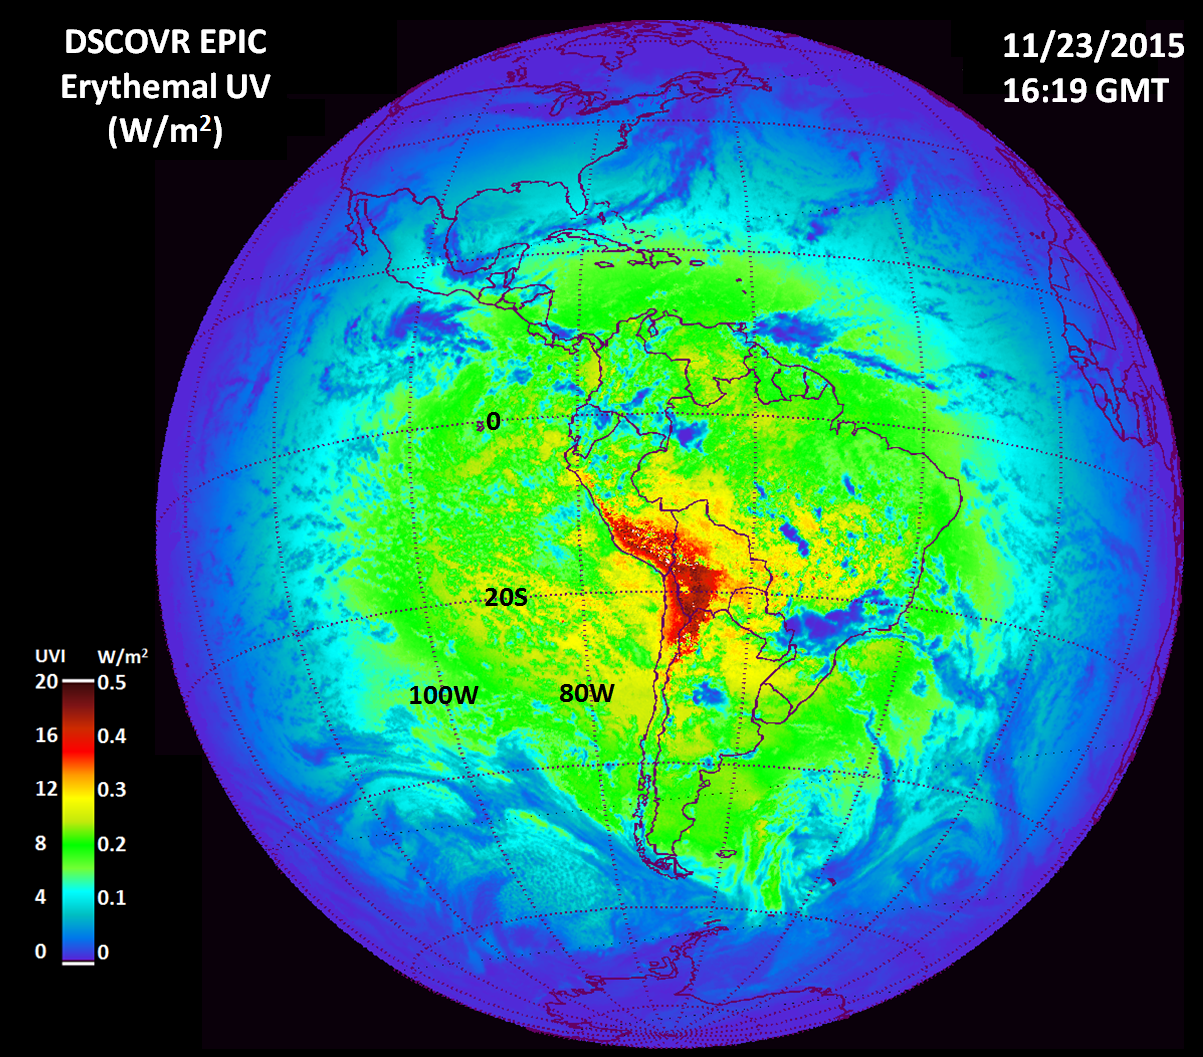 DSCOVR EPIC
Erythemal UV
(W/m²)
11/23/2015
16:19 GMT
0
20S
100W
80W
UVI W/m²
20 0.5
16 0.4
12 0.3
8 0.2
4 0.1
0 0